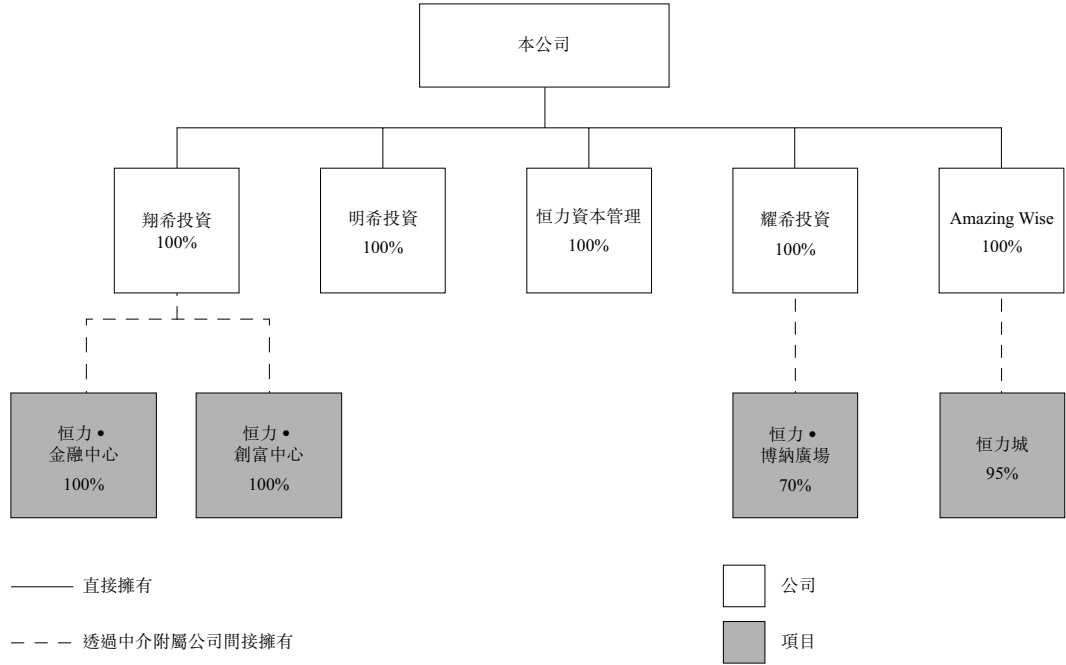 本公司
翔希投資
100%
明希投資
100%
恒力資本管理
100%
耀希投資
100%
Amazing Wise
100%
恒力•
金融中心
100%
恒力•
創富中心
100%
恒力•
博納廣場
70%
恒力城
95%
直接擁有
公司
透過中介附屬公司間接擁有
項目